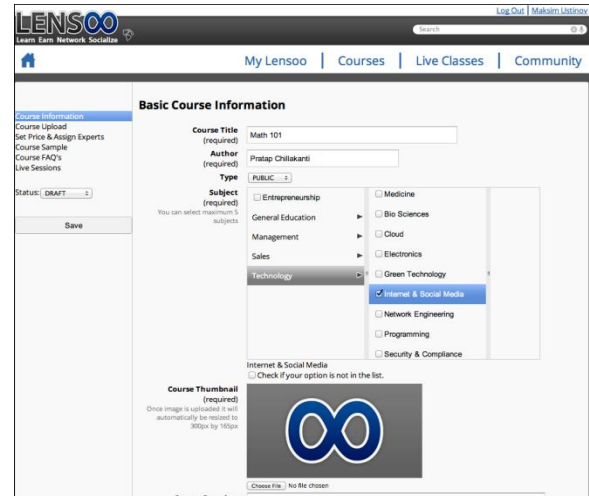 Log Out | Maksim Ustinov
LENSOO
Learn Earn Network Socialize
Search
My Lensoo | Courses | Live Classes | Community
Course Information
Course Upload
Set Price & Assign Experts
Course Sample
Course FAQ's
Live Sessions
Status: DRAFT
Save
Basic Course Information
Course Title
(required)
Math 101
Author
(required)
Pratap Chillakanti
Type
PUBLIC
Subject
(required)
You can select maximum 5
subjects
Entrepreneurship
General Education
Management
Sales
Technology
Medicine
Bio Sciences
Cloud
Electronics
Green Technology
Internet & Social Media
Network Engineering
Programming
Security & Compliance
Internet & Social Media
Check if your option is not in the list.
Course Thumbnail
(required)
Once image is uploaded it will
automatically be resized to
300px by 165px
Choose File No file chosen